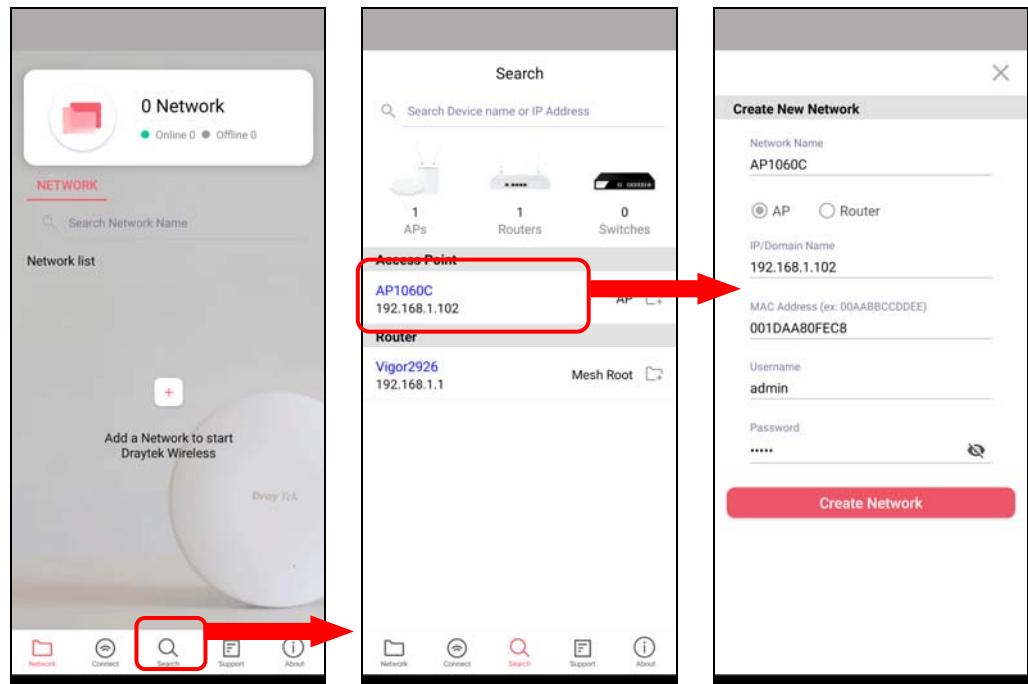 0 Network
Online 0 Offline 0
NETWORK
Search Network Name
Network list
+
Add a Network to start
Draytek Wireless
Dray Tek
Network Connect Search Support About
Search
Search Device name or IP Address
1 1 0
APs Routers Switches
Access Point
AP1060C
192.168.1.102
AP
Router
Vigor2926
192.168.1.1
Mesh Root
Network Connect Search Support About
Create New Network
Network Name
AP1060C
AP Router
IP/Domain Name
192.168.1.102
MAC Address (ex: 00AABBCCDDEE)
001DAA80FEC8
Username
admin
Password
•••••
Create Network